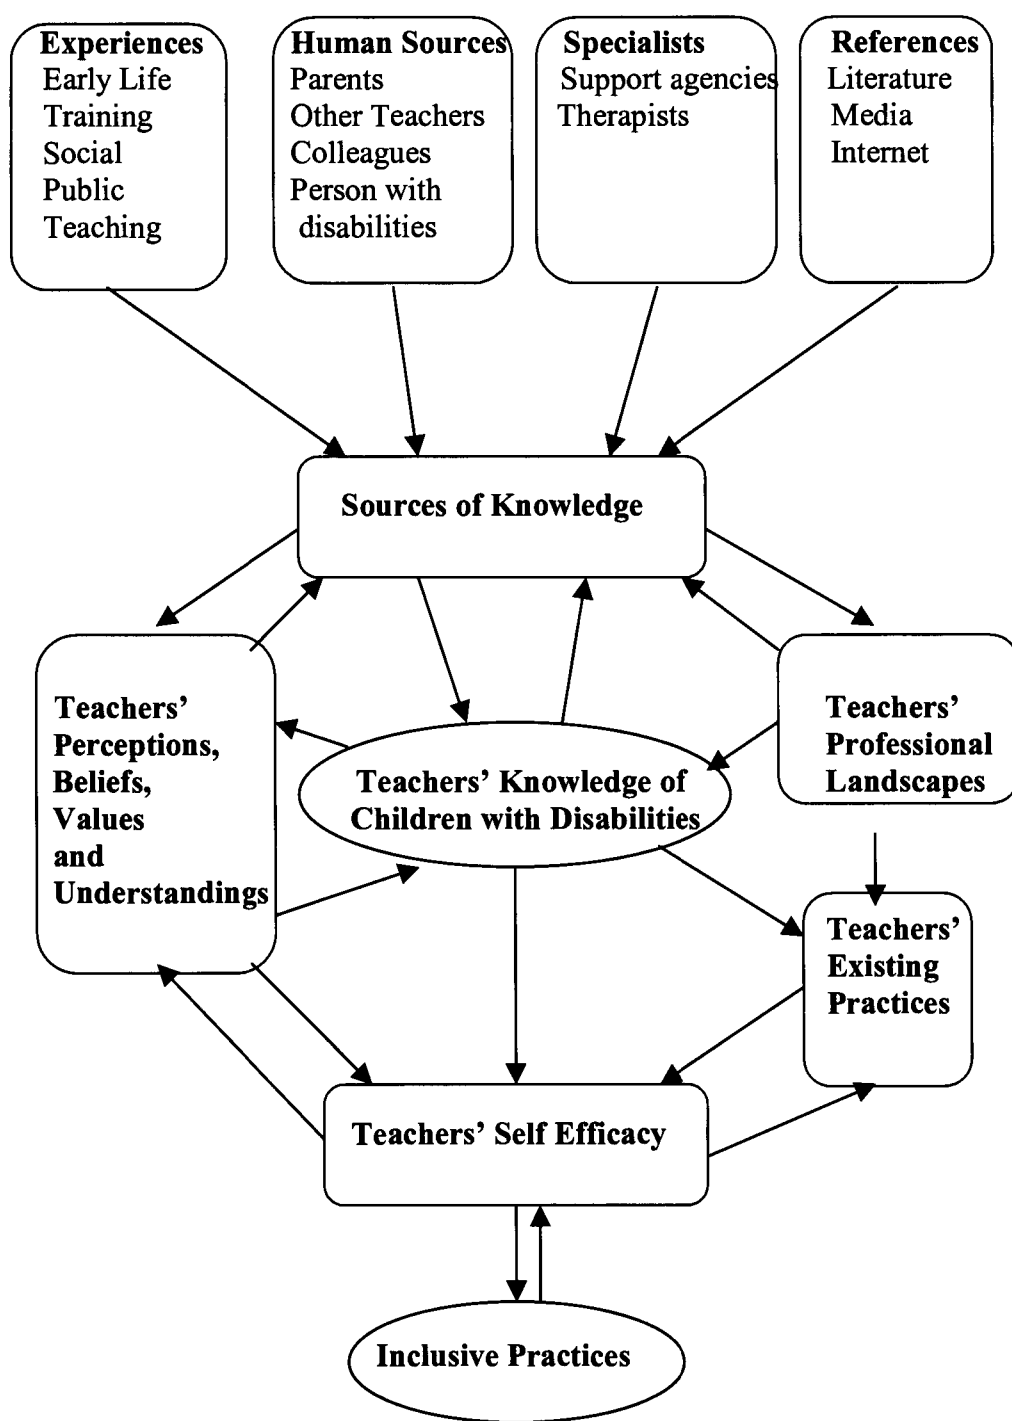 Experiences
Early Life
Training
Social
Public
Teaching
Human Sources
Parents
Other Teachers
Colleagues
Person with
disabilities
Specialists
Support agencies
Therapists
References
Literature
Media
Internet
Sources of Knowledge
Teachers’
Perceptions,
Beliefs,
Values
and
Understandings
Teachers’ Knowledge of
Children with Disabilities
Teachers’
Professional
Landscapes
Teachers’
Existing
Practices
Teachers’ Self Efficacy
Inclusive Practices